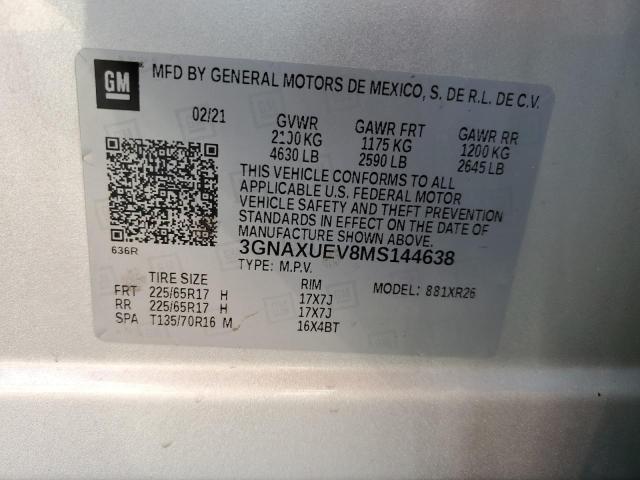 GM
MFD BY GENERAL MOTORS DE MEXICO, S. DE R.L. DE C.V.
02/21 GVWR GAWR FRT GAWR RR
2100 KG 1175 KG 1200 KG
4630 LB 2590 LB 2645 LB
THIS VEHICLE CONFORMS TO ALL
APPLICABLE U.S. FEDERAL MOTOR
VEHICLE SAFETY AND THEFT PREVENTION
STANDARDS IN EFFECT ON THE DATE OF
MANUFACTURE SHOWN ABOVE.
636R 3GNAXUEV8MS144638
TYPE: M.P.V.
TIRE SIZE RIM MODEL: 881XR26
FRT 225/65R17 H 17X7J
RR 225/65R17 H 17X7J
SPA T135/70R16 M 16X4BT